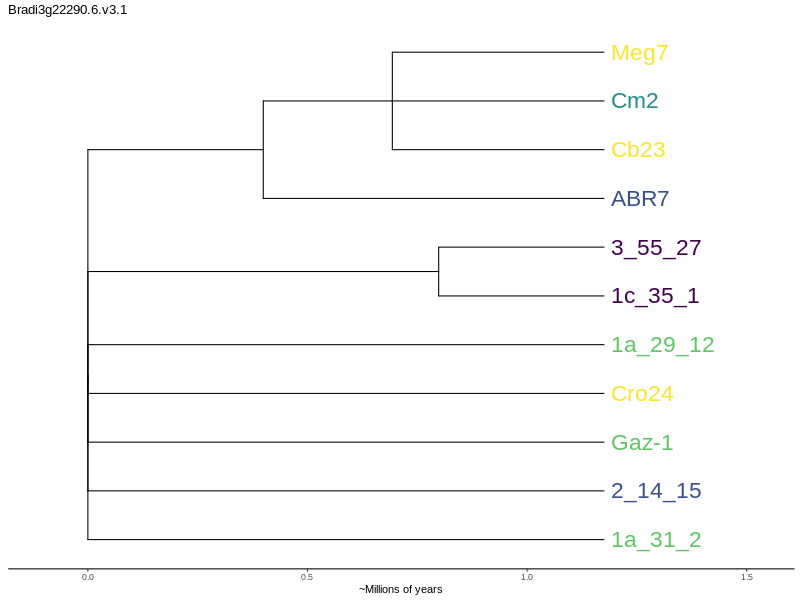 Bradi3g22290.6.v3.1
Meg7
Cm2
Cb23
ABR7
3_55_27
1c_35_1
1a_29_12
Cro24
Gaz-1
2_14_15
1a_31_2
0.0 0.5 1.0 1.5
~Millions of years